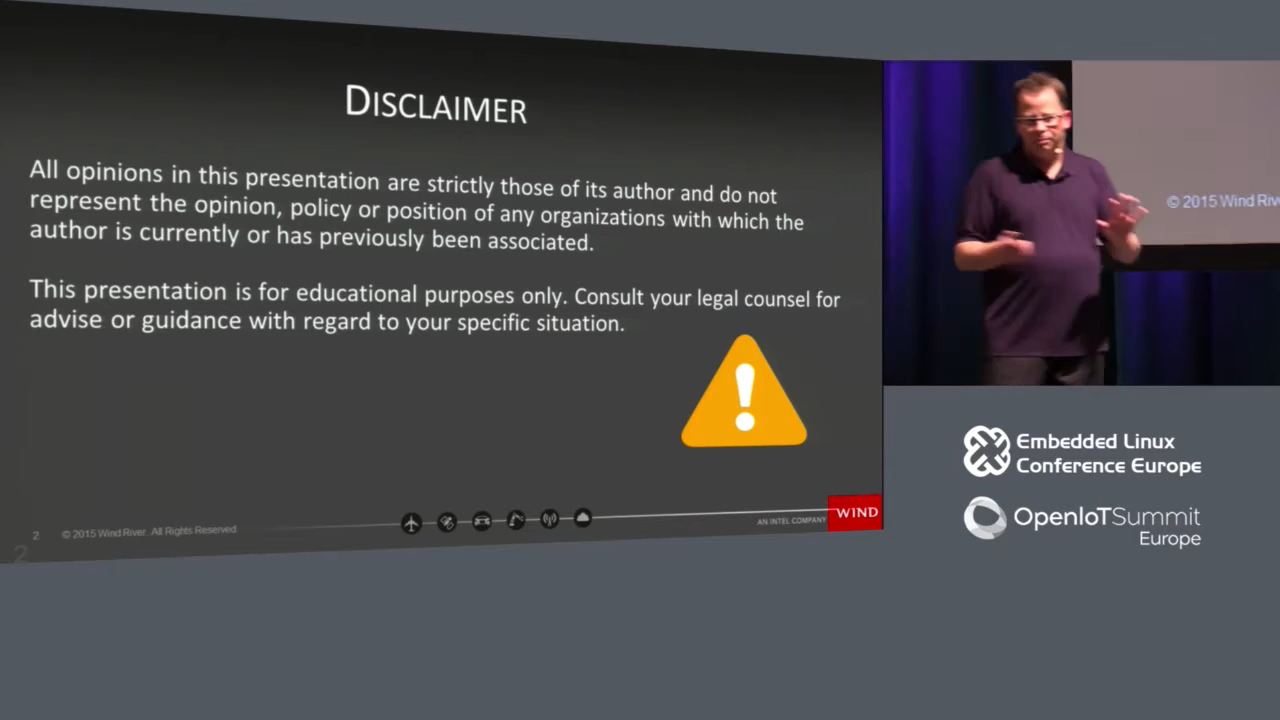 DISCLAIMER
All opinions in this presentation are strictly those of its author and do not
represent the opinion, policy or position of any organizations with which the
author is currently or has previously been associated.
This presentation is for educational purposes only. Consult your legal counsel for
advise or guidance with regard to your specific situation.
2 © 2015 Wind River. All Rights Reserved.
2
AN INTEL COMPANY
WIND
© 2015 Wind River
Embedded Linux
Conference Europe
OpenIoTSummit
Europe